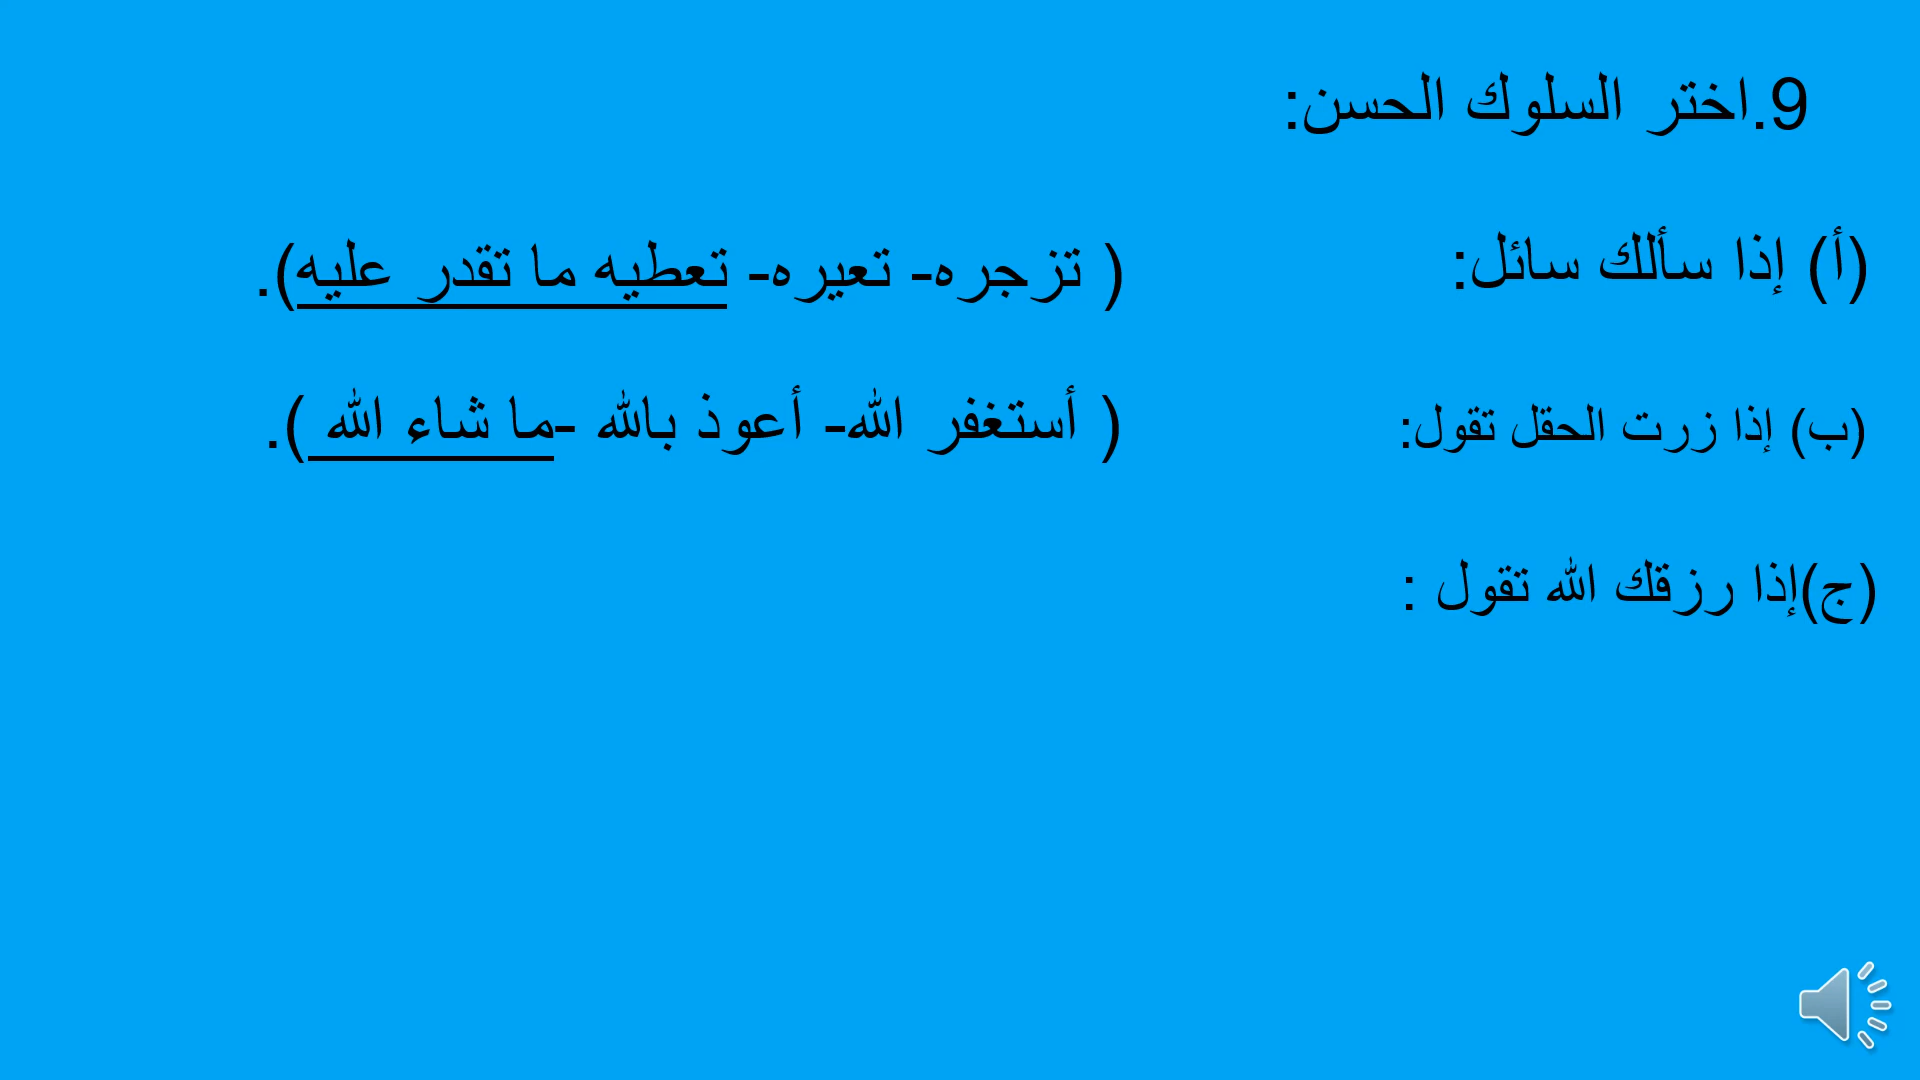 9.اختر السلوك الحسن:
(أ) إذا سألك سائل: ( تزجره- تعيره- تعطيه ما تقدر عليه).
(ب) إذا زرت الحقل تقول: ( أستغفر الله- أعوذ بالله -ما شاء الله ).
(ج)إذا رزقك الله تقول :